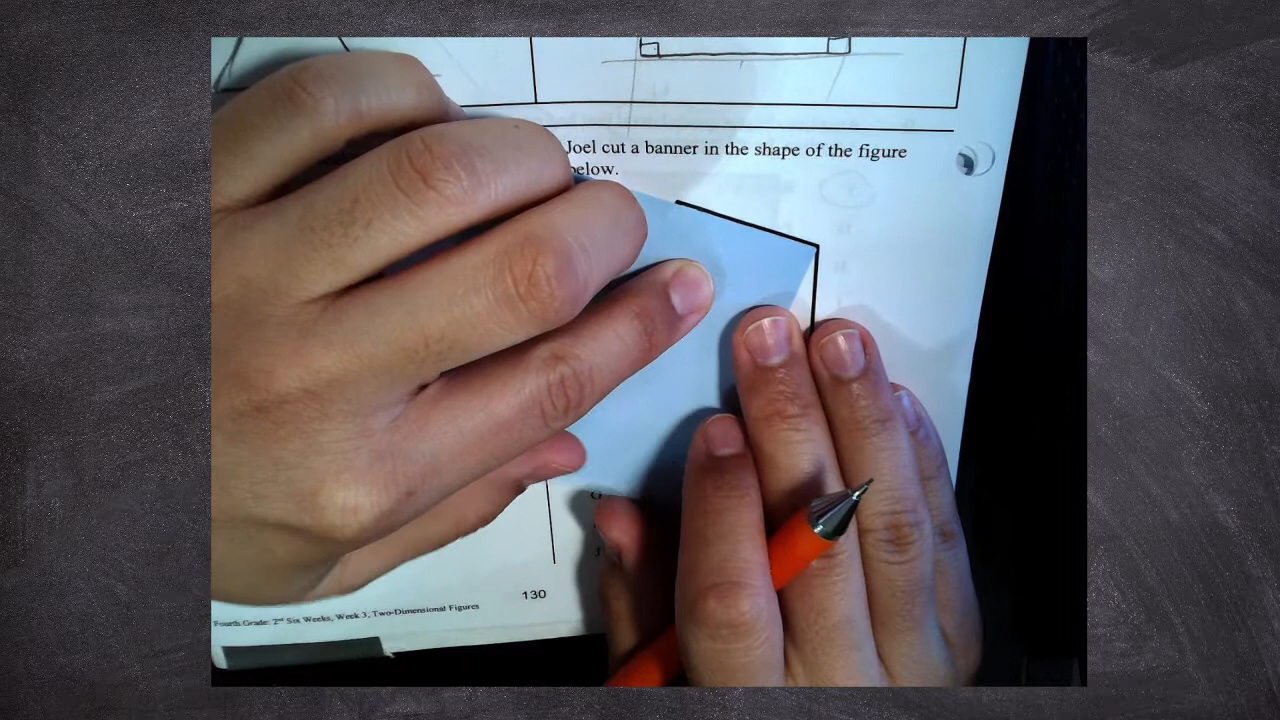 Joel cut a banner in the shape of the figure
below.
130
Fourth Grade: 2nd Six Weeks, Week 3, Two-Dimensional Figures